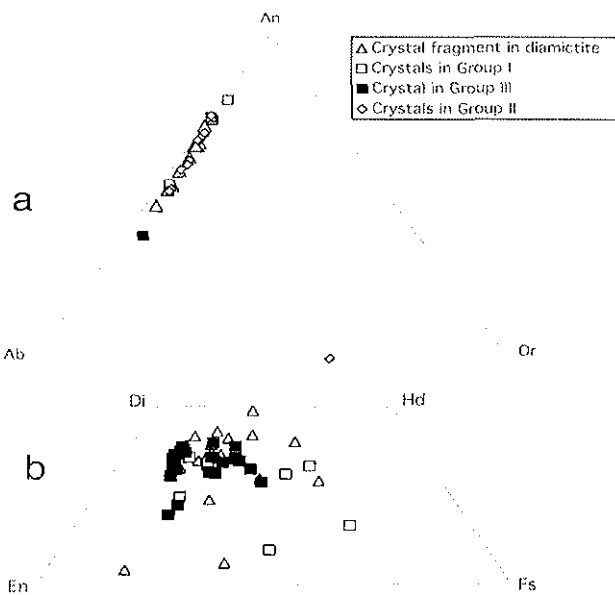 An
Crystal fragment in diamictite
Crystals in Group I
Crystal in Group III
Crystals in Group II
a
Ab
Or
Di
Hd
b
En
Fs